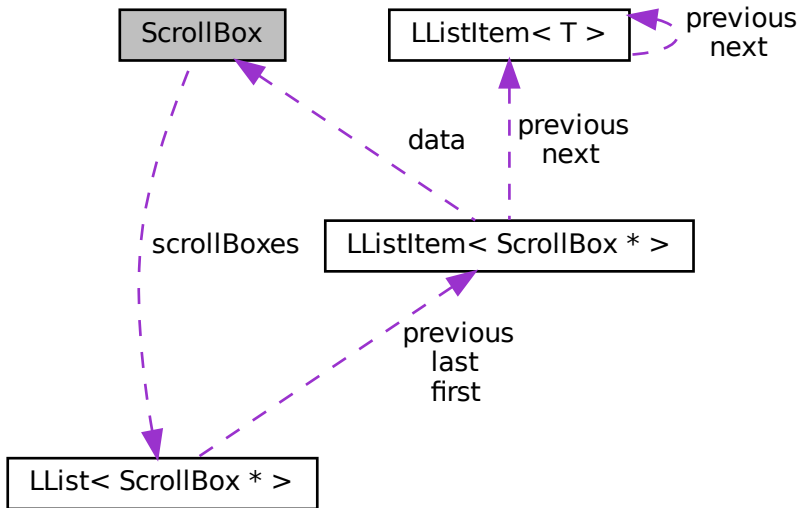 ScrollBox
LListItem< T >
previous
next
data
previous
next
scrollBoxes
LListItem< ScrollBox * >
previous
last
first
LList< ScrollBox * >